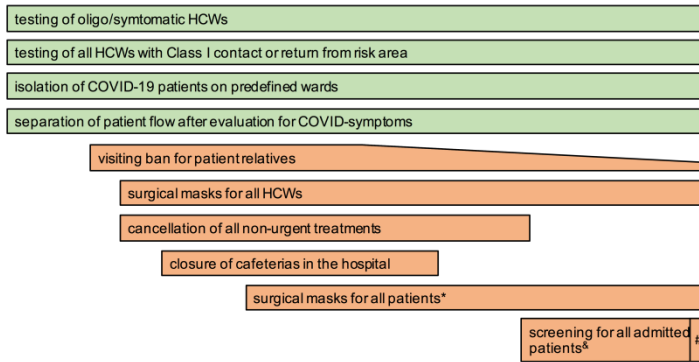 testing of oligo/symtomatic HCWs
testing of all HCWs with Class I contact or return from risk area
isolation of COVID-19 patients on predefined wards
separation of patient flow after evaluation for COVID-symptoms
visiting ban for patient relatives
surgical masks for all HCWs
cancellation of all non-urgent treatments
closure of cafeterias in the hospital
surgical masks for all patients*
screening for all admitted
patients&